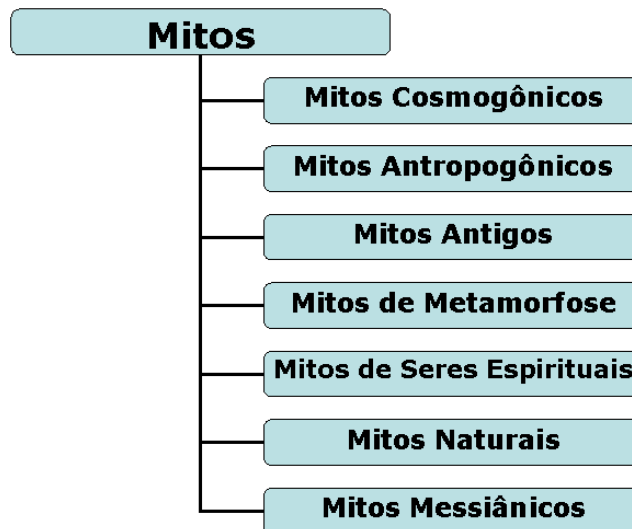 Mitos
Mitos Cosmogônicos
Mitos Antropogônicos
Mitos Antigos
Mitos de Metamorfose
Mitos de Seres Espirituais
Mitos Naturais
Mitos Messiânicos